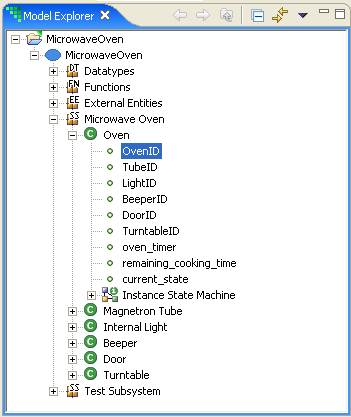 Model Explorer
MicrowaveOven
MicrowaveOven
DT Datatypes
FN Functions
EE External Entities
SS Microwave Oven
C Oven
OvenID
TubeID
LightID
BeeperID
DoorID
TurntableID
oven_timer
remaining_cooking_time
current_state
Instance State Machine
C Magnetron Tube
C Internal Light
C Beeper
C Door
C Turntable
SS Test Subsystem